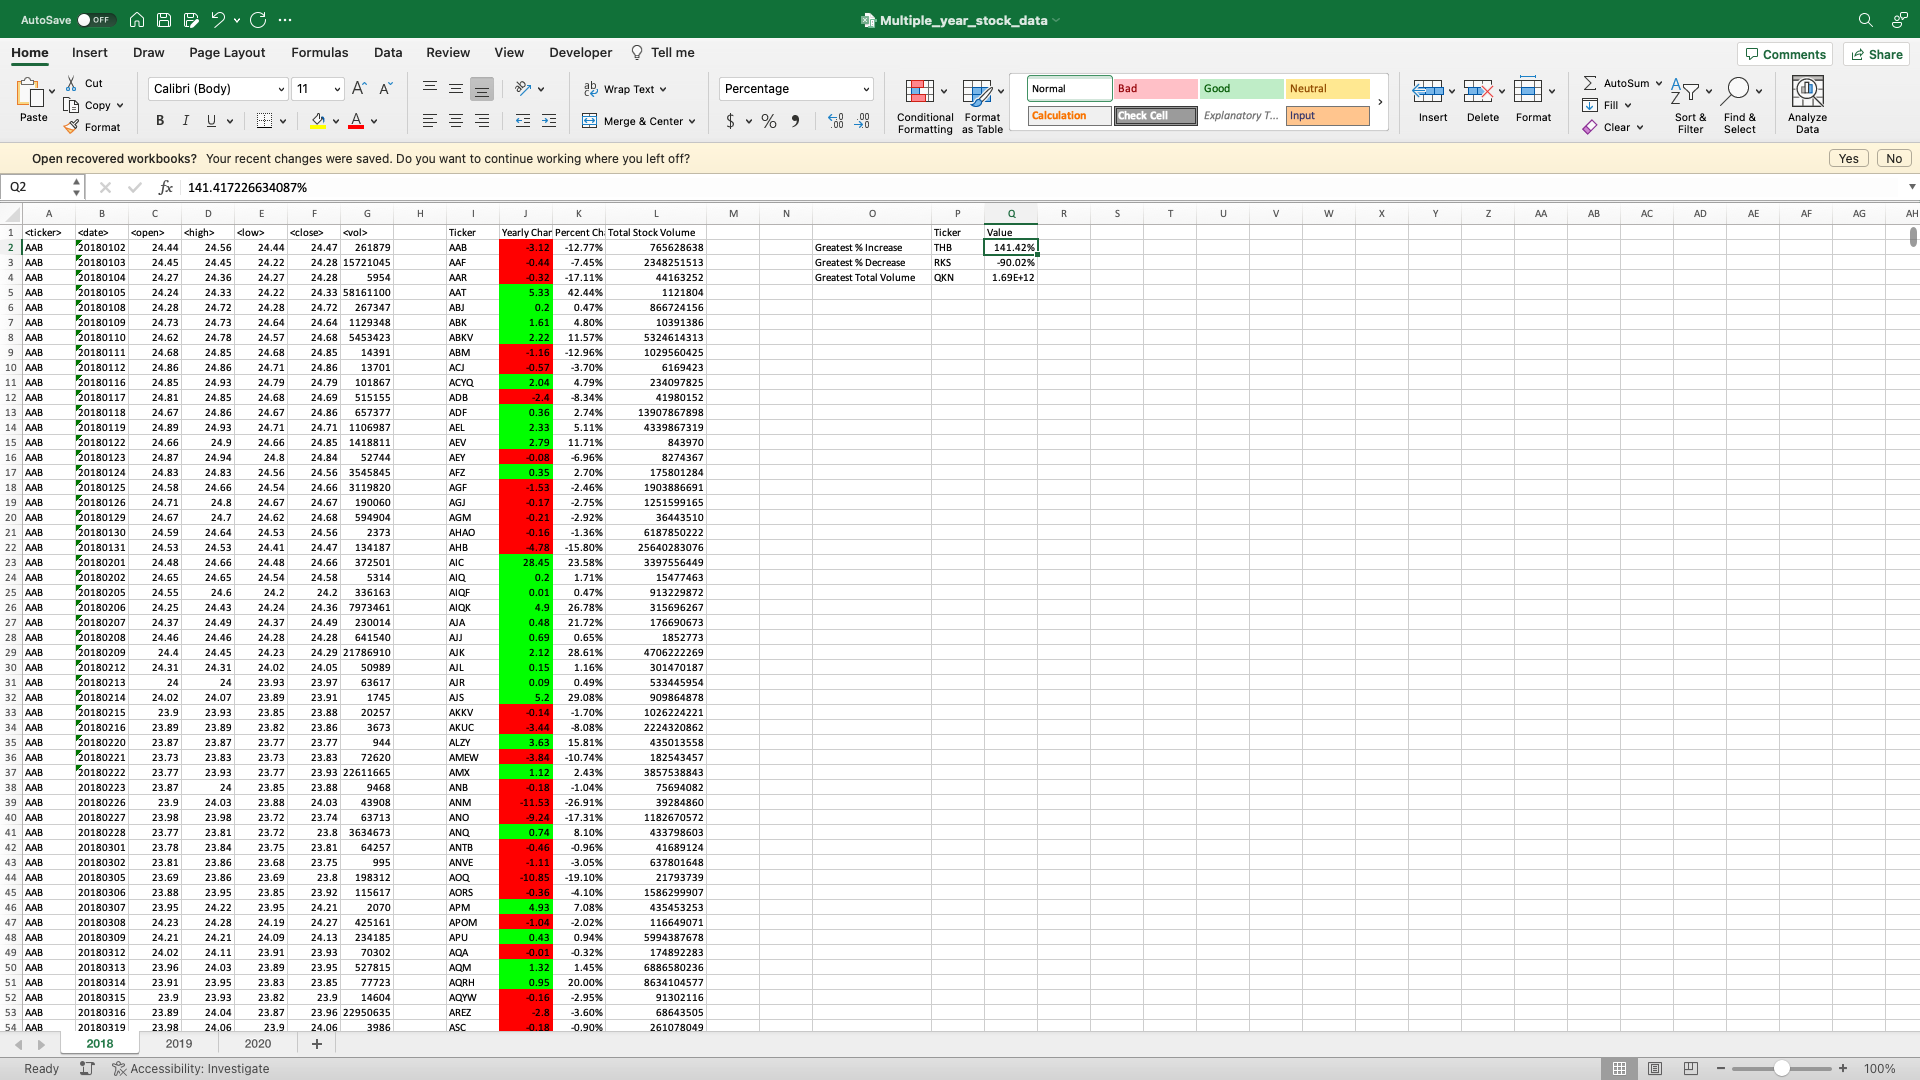 AutoSave OFF Multiple_year_stock_data
Home Insert Draw Page Layout Formulas Data Review View Developer Tell me Comments Share
Paste Cut Copy Format
Calibri (Body) 11 A A B I U A
Wrap Text Merge & Center
Percentage $ % 9
Conditional Formatting Format as Table
Normal Bad Good Neutral
Calculation Check Cell Explanatory T... Input
Insert Delete Format
AutoSum Fill Clear
Sort & Filter Find & Select Analyze Data
Open recovered workbooks? Your recent changes were saved. Do you want to continue working where you left off? Yes No
Q2 fx 141.417226634087%
A B C D E F G H I J K L M N O P Q R S T U V W X Y Z AA AB AC AD AE AF AG AH
1 <ticker> <date> <open> <high> <low> <close> <vol> Ticker Yearly Char Percent Ch Total Stock Volume Ticker Value
2 AAB 20180102 24.44 24.56 24.44 24.47 261879 AAB -3.12 -12.77% 765628638 Greatest % Increase THB 141.42%
3 AAB 20180103 24.45 24.45 24.22 24.28 15721045 AAF -0.44 -7.45% 2348251513 Greatest % Decrease RKS -90.02%
4 AAB 20180104 24.27 24.36 24.27 24.28 5954 AAR -0.32 -17.11% 44163252 Greatest Total Volume QKN 1.69E+12
5 AAB 20180105 24.24 24.33 24.22 24.33 58161100 AAT 5.33 42.44% 1121804
6 AAB 20180108 24.28 24.72 24.28 24.72 267347 ABJ 0.2 0.47% 866724156
7 AAB 20180109 24.73 24.73 24.64 24.64 1129348 ABK 1.61 4.80% 10391386
8 AAB 20180110 24.62 24.78 24.57 24.68 5453423 ABKV 2.22 11.57% 5324614313
9 AAB 20180111 24.68 24.85 24.68 24.85 14391 ABM -1.16 -12.96% 1029560425
10 AAB 20180112 24.86 24.86 24.71 24.86 13701 ACJ -0.57 -3.70% 6169423
11 AAB 20180116 24.85 24.93 24.79 24.79 101867 ACYQ 2.04 4.79% 234097825
12 AAB 20180117 24.81 24.85 24.68 24.69 515155 ADB -2.4 -8.34% 41980152
13 AAB 20180118 24.67 24.86 24.67 24.86 657377 ADF 0.36 2.74% 13907867898
14 AAB 20180119 24.89 24.93 24.71 24.71 1106987 AEL 2.33 5.11% 4339867319
15 AAB 20180122 24.66 24.9 24.66 24.85 1418811 AEV 2.79 11.71% 843970
16 AAB 20180123 24.87 24.94 24.8 24.84 52744 AEY -0.08 -6.96% 8274367
17 AAB 20180124 24.83 24.83 24.56 24.56 3545845 AFZ 0.35 2.70% 175801284
18 AAB 20180125 24.58 24.66 24.54 24.66 3119820 AGF -1.53 -2.46% 1903886691
19 AAB 20180126 24.71 24.8 24.67 24.67 190060 AGJ -0.17 -2.75% 1251599165
20 AAB 20180129 24.67 24.7 24.62 24.68 594904 AGM -0.21 -2.92% 36443510
21 AAB 20180130 24.59 24.64 24.53 24.56 2373 AHAO -0.16 -1.36% 6187850222
22 AAB 20180131 24.53 24.53 24.41 24.47 134187 AHB -4.78 -15.80% 25640283076
23 AAB 20180201 24.48 24.66 24.48 24.66 372501 AIC 28.45 23.58% 3397556449
24 AAB 20180202 24.65 24.65 24.54 24.58 5314 AIQ 0.2 1.71% 15477463
25 AAB 20180205 24.55 24.6 24.2 24.2 336163 AIQF 0.01 0.47% 913229872
26 AAB 20180206 24.25 24.43 24.24 24.36 7973461 AIQK 4.9 26.78% 315696267
27 AAB 20180207 24.37 24.49 24.37 24.49 230014 AJA 0.48 21.72% 176690673
28 AAB 20180208 24.46 24.46 24.28 24.28 641540 AJJ 0.69 0.65% 1852773
29 AAB 20180209 24.4 24.45 24.23 24.29 21786910 AJK 2.12 28.61% 4706222269
30 AAB 20180212 24.31 24.31 24.02 24.05 50989 AJL 0.15 1.16% 301470187
31 AAB 20180213 24 24 23.93 23.97 63617 AJR 0.09 0.49% 533445954
32 AAB 20180214 24.02 24.07 23.89 23.91 1745 AJS 5.2 29.08% 909864878
33 AAB 20180215 23.9 23.93 23.85 23.88 20257 AKKV -0.14 -1.70% 1026224221
34 AAB 20180216 23.89 23.89 23.82 23.86 3673 AKUC -3.44 -8.08% 2224320862
35 AAB 20180220 23.87 23.87 23.77 23.77 944 ALZY 3.63 15.81% 435013558
36 AAB 20180221 23.73 23.83 23.73 23.83 72620 AMEW -3.84 -10.74% 182543457
37 AAB 20180222 23.77 23.93 23.77 23.93 22611665 AMX 1.12 2.43% 3857538843
38 AAB 20180223 23.87 24 23.85 23.88 9468 ANB -0.18 -1.04% 75694082
39 AAB 20180226 23.9 24.03 23.88 24.03 43908 ANM -11.53 -26.91% 39284860
40 AAB 20180227 23.98 23.98 23.72 23.74 63713 ANO -9.24 -17.31% 1182670572
41 AAB 20180228 23.77 23.81 23.72 23.8 3634673 ANQ 0.74 8.10% 433798603
42 AAB 20180301 23.78 23.84 23.75 23.81 64257 ANTB -0.46 -0.96% 41689124
43 AAB 20180302 23.81 23.86 23.68 23.75 995 ANVE -1.11 -3.05% 637801648
44 AAB 20180305 23.69 23.86 23.69 23.8 198312 AOQ -10.85 -19.10% 21793739
45 AAB 20180306 23.88 23.95 23.85 23.92 115617 AORS -0.36 -4.10% 1586299907
46 AAB 20180307 23.95 24.22 23.95 24.21 2070 APM 4.93 7.08% 435453253
47 AAB 20180308 24.23 24.28 24.19 24.27 425161 APOM -1.04 -2.02% 116649071
48 AAB 20180309 24.21 24.21 24.09 24.13 234185 APU 0.43 0.94% 5994387678
49 AAB 20180312 24.02 24.11 23.91 23.93 70302 AQA -0.01 -0.32% 174892283
50 AAB 20180313 23.96 24.03 23.89 23.95 527815 AQM 1.32 1.45% 6886580236
51 AAB 20180314 23.91 23.95 23.83 23.85 77723 AQRH 0.95 20.00% 8634104577
52 AAB 20180315 23.9 23.93 23.82 23.9 14604 AQYW -0.16 -2.95% 91302116
53 AAB 20180316 23.89 24.04 23.87 23.96 22950635 AREZ -2.8 -3.60% 68643505
54 AAB 20180319 23.98 24.06 23.9 24.06 3986 ASC -0.18 -0.90% 261078049
2018 2019 2020 +
Ready Accessibility: Investigate 100%